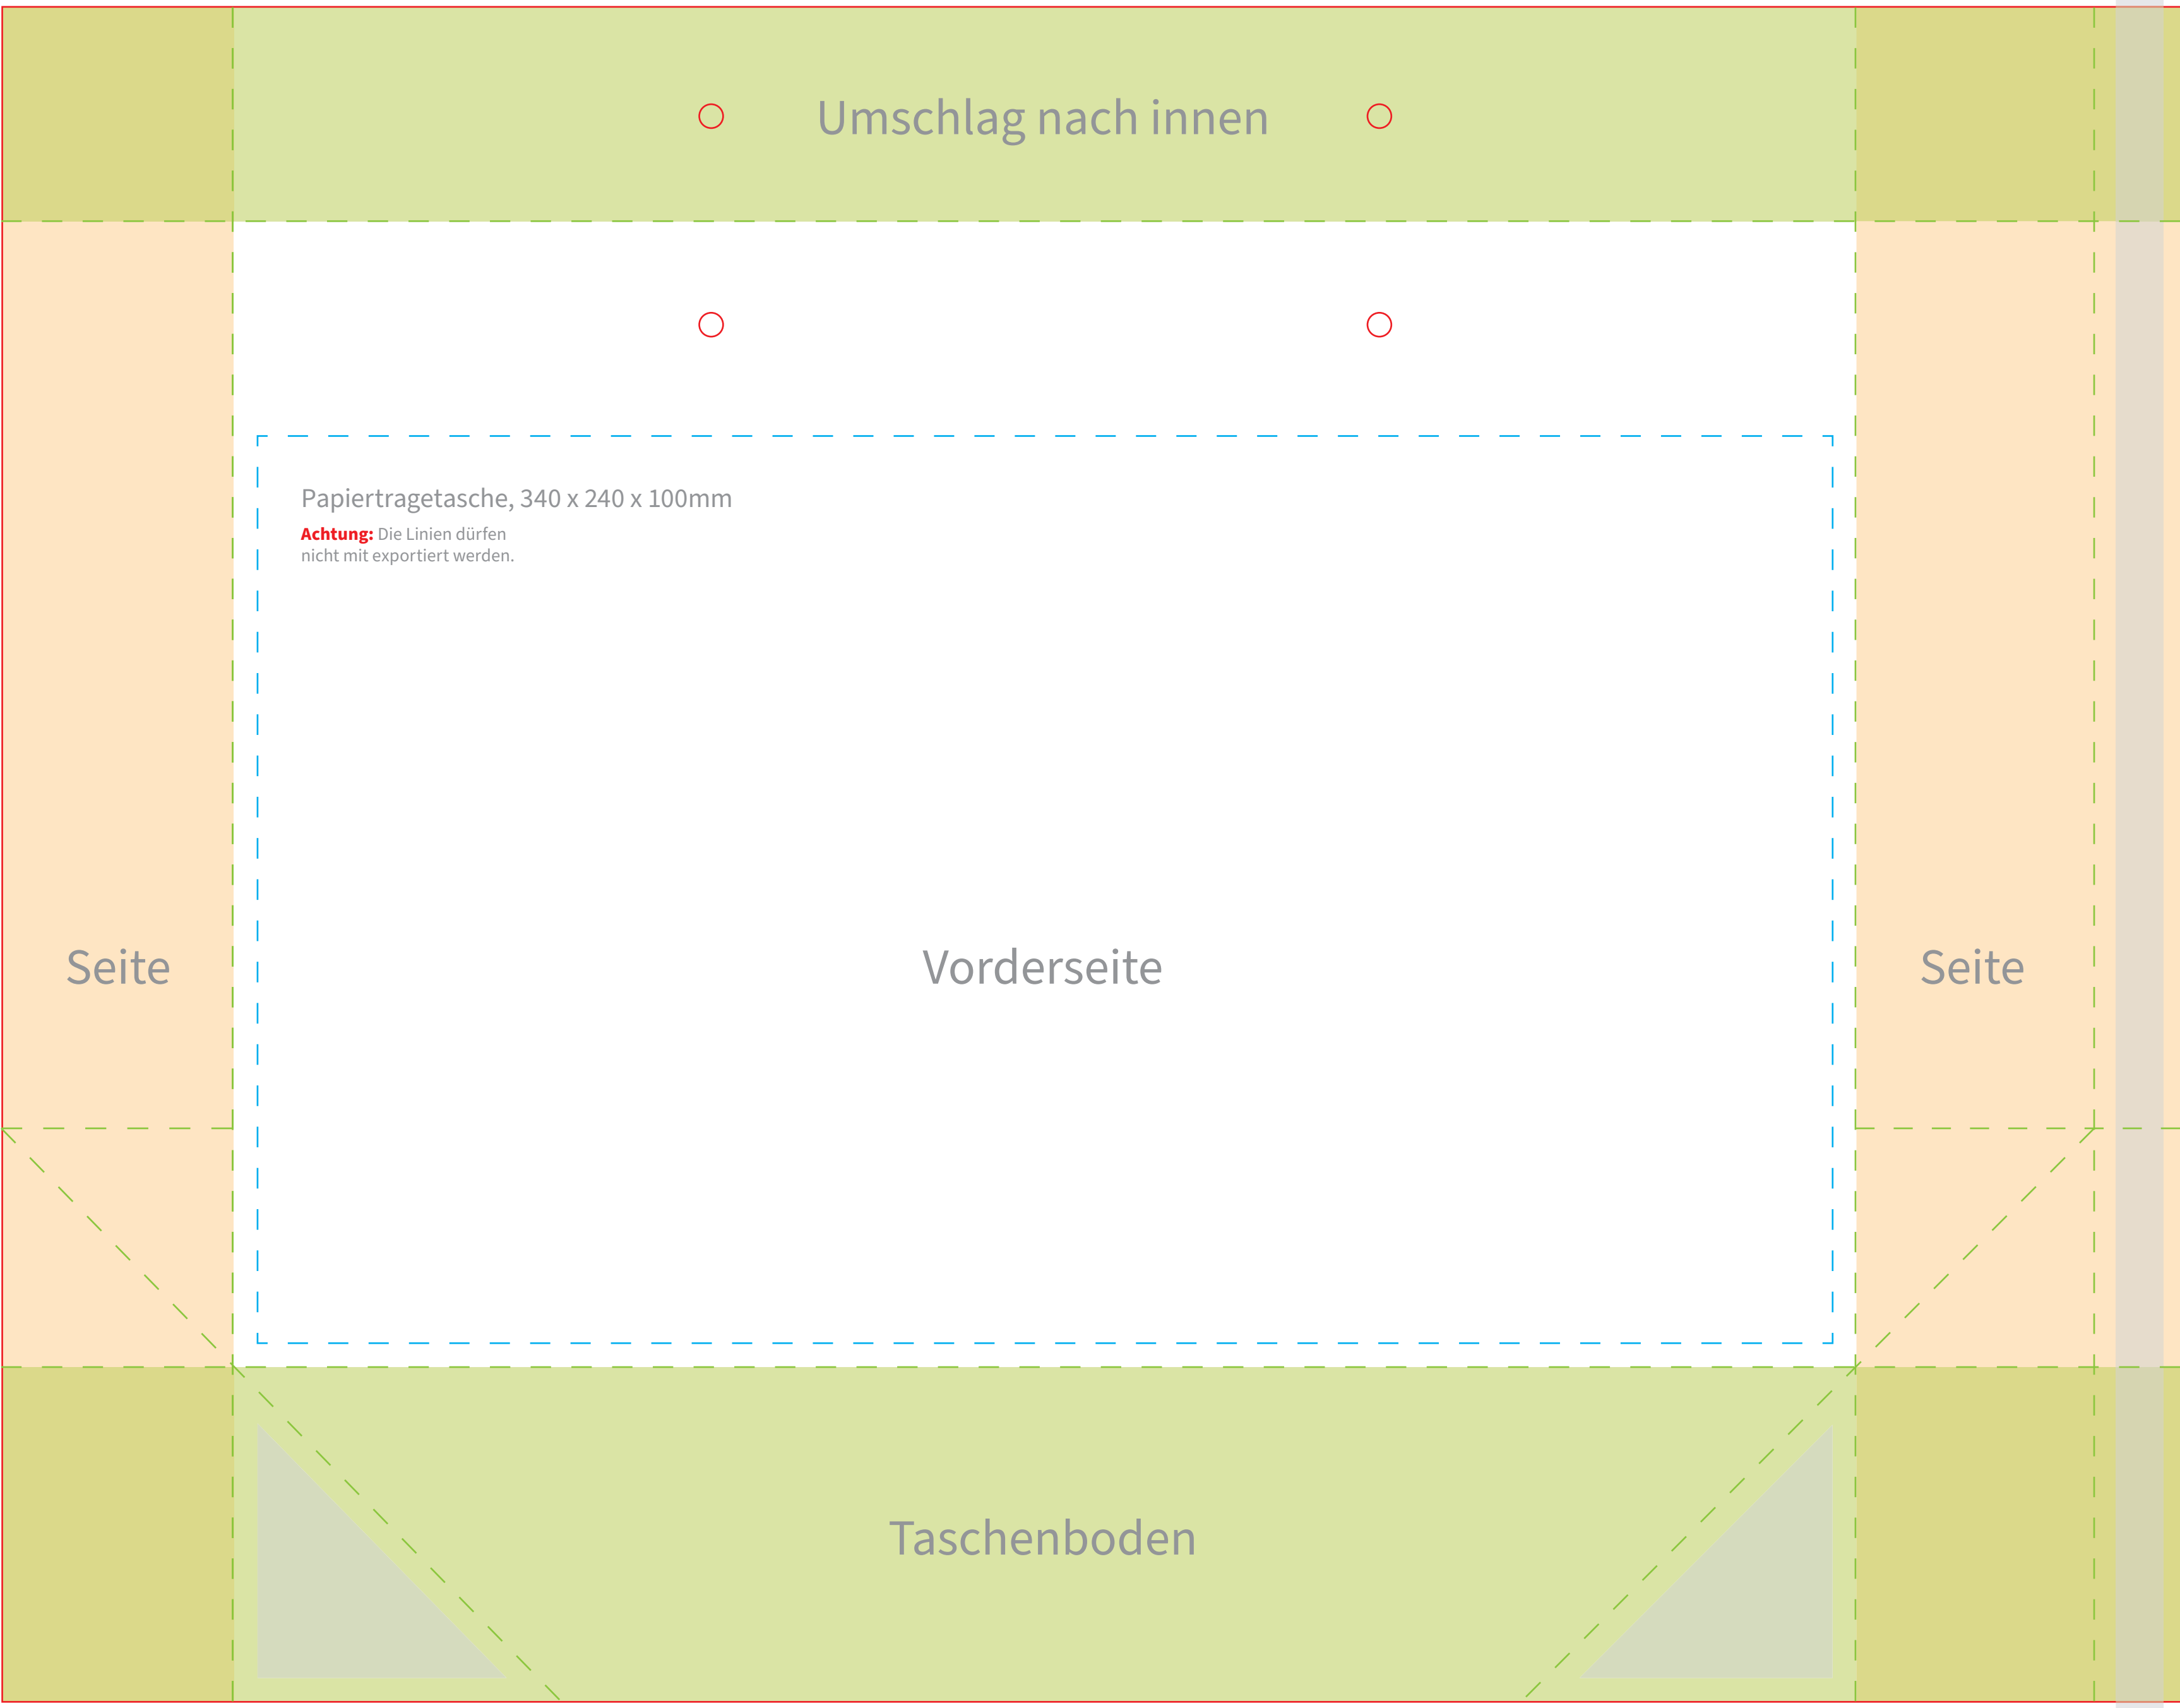 Umschlag nach innen
Papiertragetasche, 340 x 240 x 100mm
Achtung: Die Linien dürfen
nicht mit exportiert werden.
Seite
Vorderseite
Seite
Taschenboden